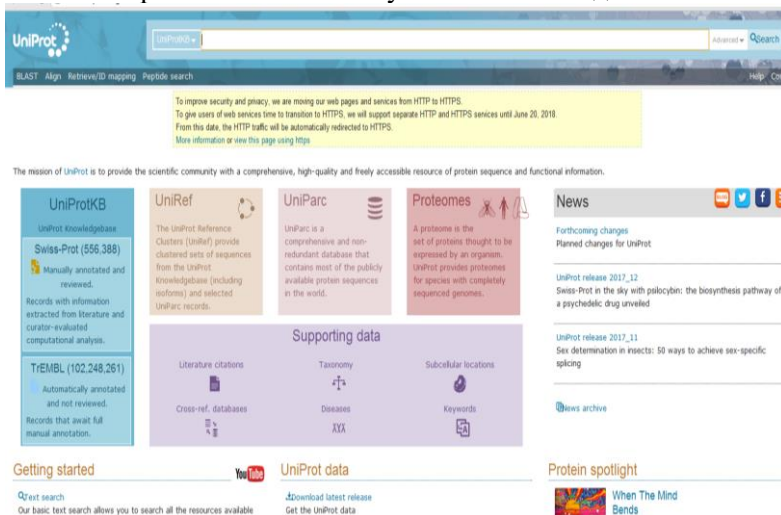 UniProt
UniProtKB
Advanced
Search
BLAST Align Retrieve/ID mapping Peptide search
Help
To improve security and privacy, we are moving our web pages and services from HTTP to HTTPS.
To give users of web services time to transition to HTTPS, we will support separate HTTP and HTTPS services until June 20, 2018.
From this date, the HTTP traffic will be automatically redirected to HTTPS.
More information or view this page using https
The mission of UniProt is to provide the scientific community with a comprehensive, high-quality and freely accessible resource of protein sequence and functional information.
UniProtKB
UniProt Knowledgebase
Swiss-Prot (556,388)
Manually annotated and
reviewed.
Records with information
extracted from literature and
curator-evaluated
computational analysis.
TrEMBL (102,248,261)
Automatically annotated
and not reviewed.
Records that await full
manual annotation.
UniRef
The UniProt Reference
Clusters (UniRef) provide
clustered sets of sequences
from the UniProt
Knowledgebase (including
isoforms) and selected
UniParc records.
UniParc
UniParc is a
comprehensive and non-
redundant database that
contains most of the publicly
available protein sequences
in the world.
Proteomes
A proteome is the
set of proteins thought to be
expressed by an organism.
UniProt provides proteomes
for species with completely
sequenced genomes.
Supporting data
Literature citations
Taxonomy
Subcellular locations
Cross-ref. databases
Diseases
Keywords
News
Forthcoming changes
Planned changes for UniProt
UniProt release 2017_12
Swiss-Prot in the sky with psilocybin: the biosynthesis pathway of
a psychedelic drug unveiled
UniProt release 2017_11
Sex determination in insects: 50 ways to achieve sex-specific
splicing
News archive
Getting started
YouTube
Text search
Our basic text search allows you to search all the resources available
UniProt data
Download latest release
Get the UniProt data
Protein spotlight
When The Mind
Bends